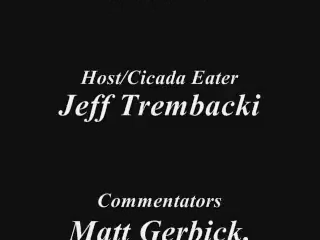 Host/Cicada Eater
Jeff Trembacki
Commentators
Matt Gerbick,